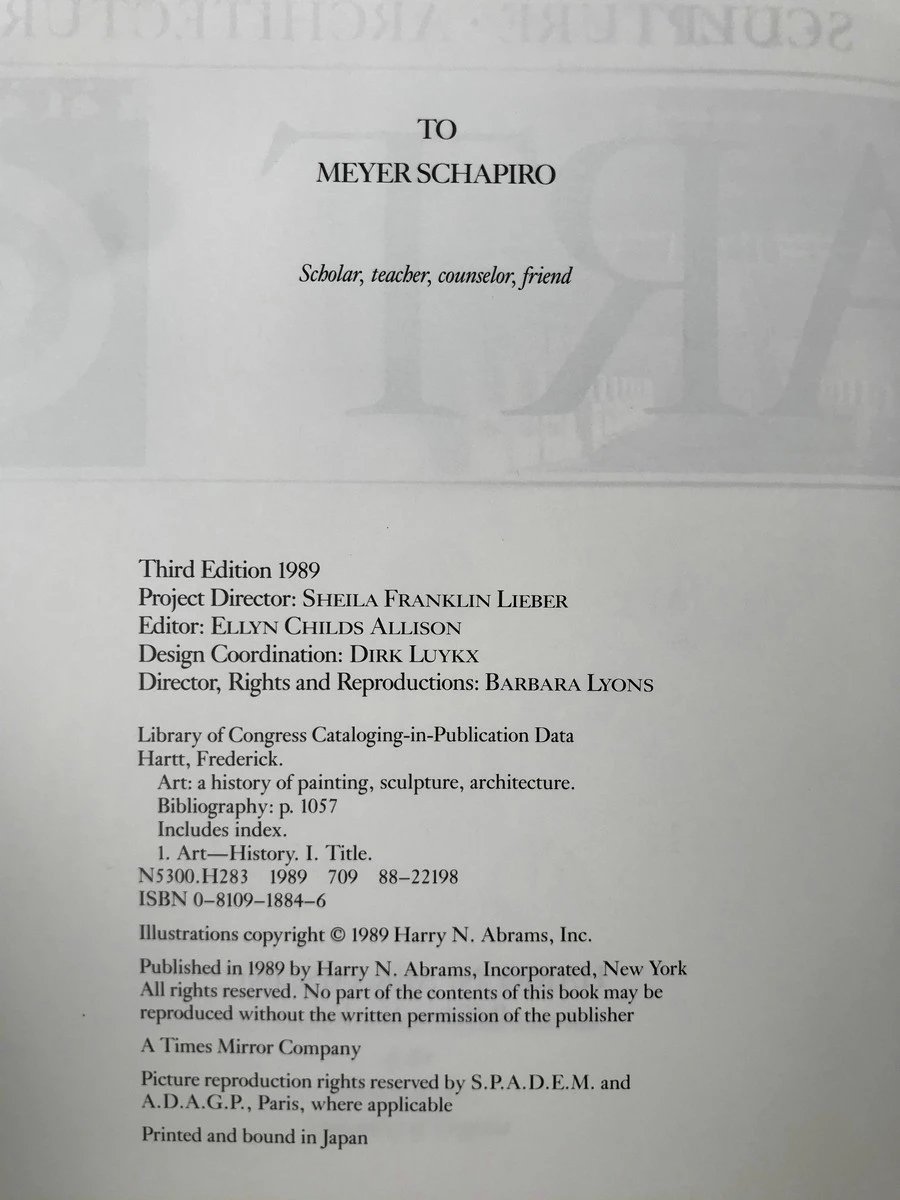 SCULPTURE · ARCHITECTUR
ART
TO
MEYER SCHAPIRO
Scholar, teacher, counselor, friend
Third Edition 1989
Project Director: SHEILA FRANKLIN LIEBER
Editor: ELLYN CHILDS ALLISON
Design Coordination: DIRK LUYKX
Director, Rights and Reproductions: BARBARA LYONS
Library of Congress Cataloging-in-Publication Data
Hartt, Frederick.
Art: a history of painting, sculpture, architecture.
Bibliography: p. 1057
Includes index.
1. Art—History. I. Title.
N5300.H283 1989 709 88–22198
ISBN 0–8109–1884–6
Illustrations copyright © 1989 Harry N. Abrams, Inc.
Published in 1989 by Harry N. Abrams, Incorporated, New York
All rights reserved. No part of the contents of this book may be
reproduced without the written permission of the publisher
A Times Mirror Company
Picture reproduction rights reserved by S.P.A.D.E.M. and
A.D.A.G.P., Paris, where applicable
Printed and bound in Japan